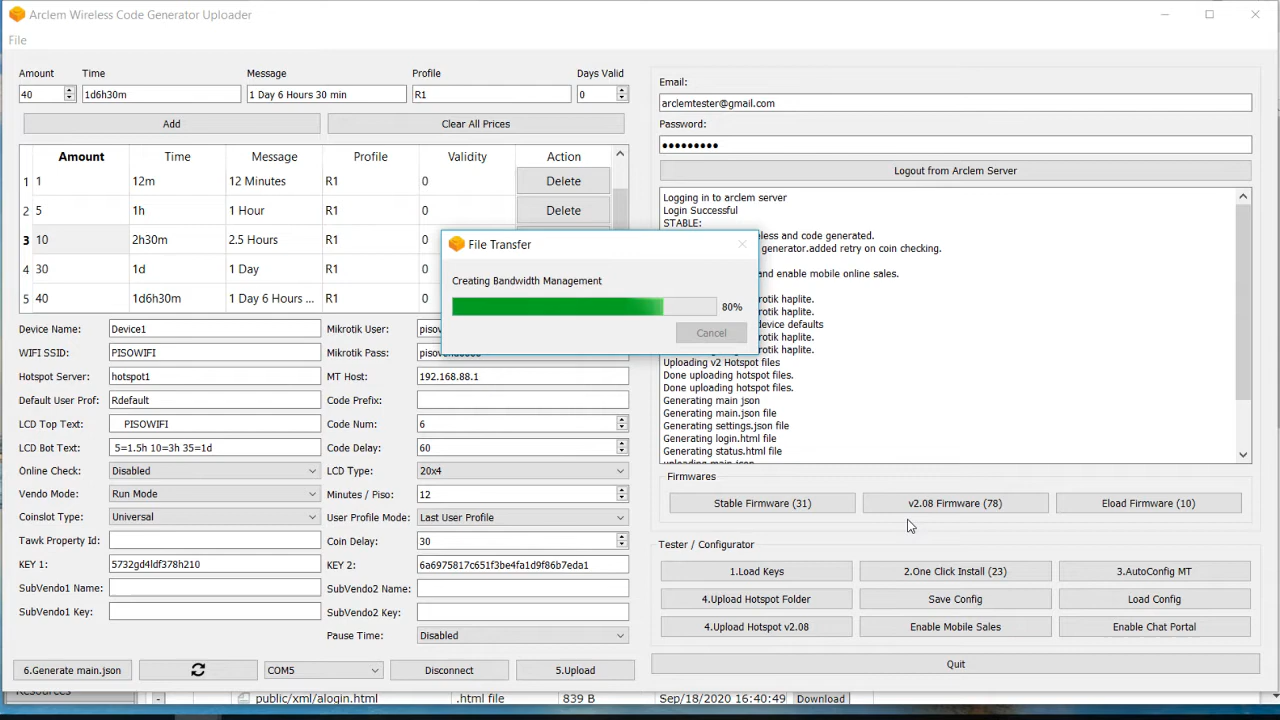 Arclem Wireless Code Generator Uploader
File
Amount Time Message Profile Days Valid
40 1d6h30m 1 Day 6 Hours 30 min R1 0
Add Clear All Prices
Amount Time Message Profile Validity Action
1 1 12m 12 Minutes R1 0 Delete
2 5 1h 1 Hour R1 0 Delete
3 10 2h30m 2.5 Hours R1 0
4 30 1d 1 Day R1 0
5 40 1d6h30m 1 Day 6 Hours ... R1 0
Device Name: Device1 Mikrotik User:
WIFI SSID: PISOWIFI Mikrotik Pass:
Hotspot Server: hotspot1 MT Host: 192.168.88.1
Default User Prof: Rdefault Code Prefix:
LCD Top Text: PISOWIFI Code Num: 6
LCD Bot Text: 5=1.5h 10=3h 35=1d Code Delay: 60
Online Check: Disabled LCD Type: 20x4
Vendo Mode: Run Mode Minutes / Piso: 12
Coinslot Type: Universal User Profile Mode: Last User Profile
Tawk Property Id: Coin Delay: 30
KEY 1: 5732gd4ldf378h210 KEY 2: 6a6975817c651f3be4fa1d9f86b7eda1
SubVendo1 Name: SubVendo2 Name:
SubVendo1 Key: SubVendo2 Key:
Pause Time: Disabled
6.Generate main.json COM5 Disconnect 5.Upload
File Transfer
Creating Bandwidth Management
80%
Cancel
Email:
arclemtester@gmail.com
Password:
●●●●●●●●●
Logout from Arclem Server
Logging in to arclem server
Login Successful
STABLE:
eless and code generated.
generator.added retry on coin checking.
and enable mobile online sales.
rotik haplite.
rotik haplite.
device defaults
rotik haplite.
rotik haplite.
Uploading v2 Hotspot files
Done uploading hotspot files.
Done uploading hotspot files.
Generating main json
Generating main.json file
Generating settings.json file
Generating login.html file
Generating status.html file
uploading main.json
Firmwares
Stable Firmware (31) v2.08 Firmware (78) Eload Firmware (10)
Tester / Configurator
1.Load Keys 2.One Click Install (23) 3.AutoConfig MT
4.Upload Hotspot Folder Save Config Load Config
4.Upload Hotspot v2.08 Enable Mobile Sales Enable Chat Portal
Quit
Resources - public/xml/alogin.html .html file 839 B Sep/18/2020 16:40:49 Download